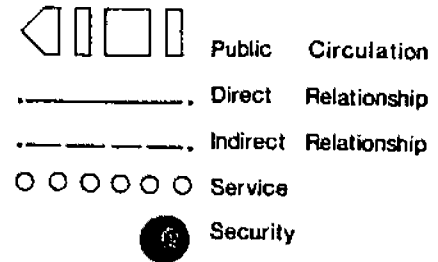 Public Circulation
Direct Relationship
Indirect Relationship
Service
Security